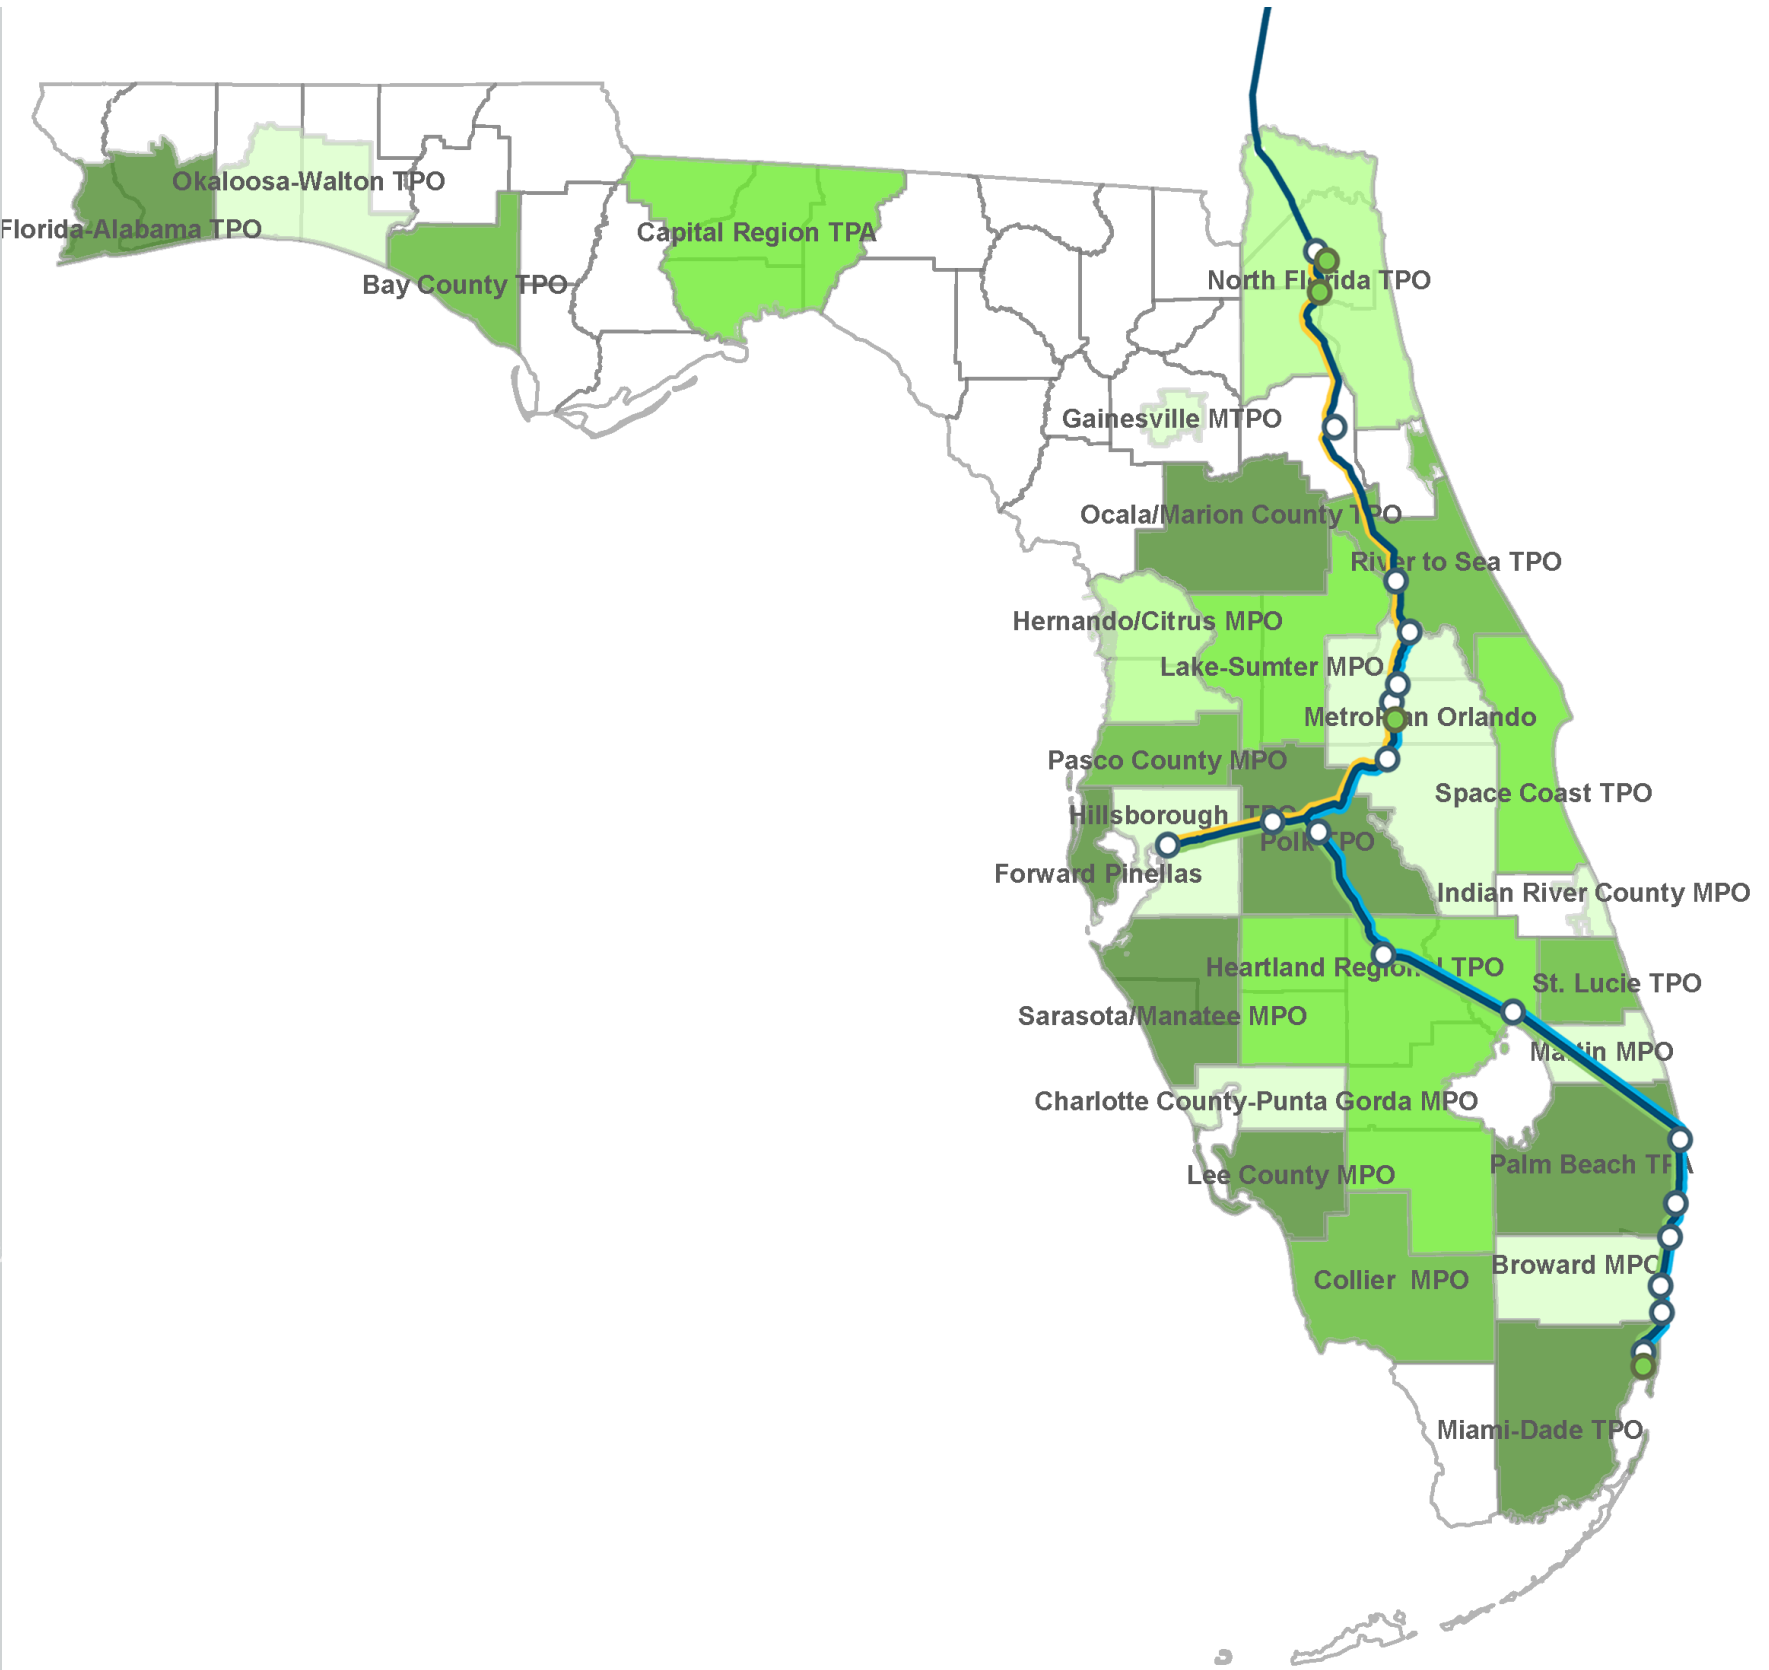 Okaloosa-Walton TPO
Florida-Alabama TPO
Capital Region TPA
Bay County TPO
North Florida TPO
Gainesville MTPO
Ocala/Marion County TPO
River to Sea TPO
Hernando/Citrus MPO
Lake-Sumter MPO
MetroPlan Orlando
Pasco County MPO
Space Coast TPO
Hillsborough TPO
Polk TPO
Forward Pinellas
Indian River County MPO
Heartland Regional TPO
St. Lucie TPO
Sarasota/Manatee MPO
Martin MPO
Charlotte County-Punta Gorda MPO
Palm Beach TPA
Lee County MPO
Broward MPO
Collier MPO
Miami-Dade TPO